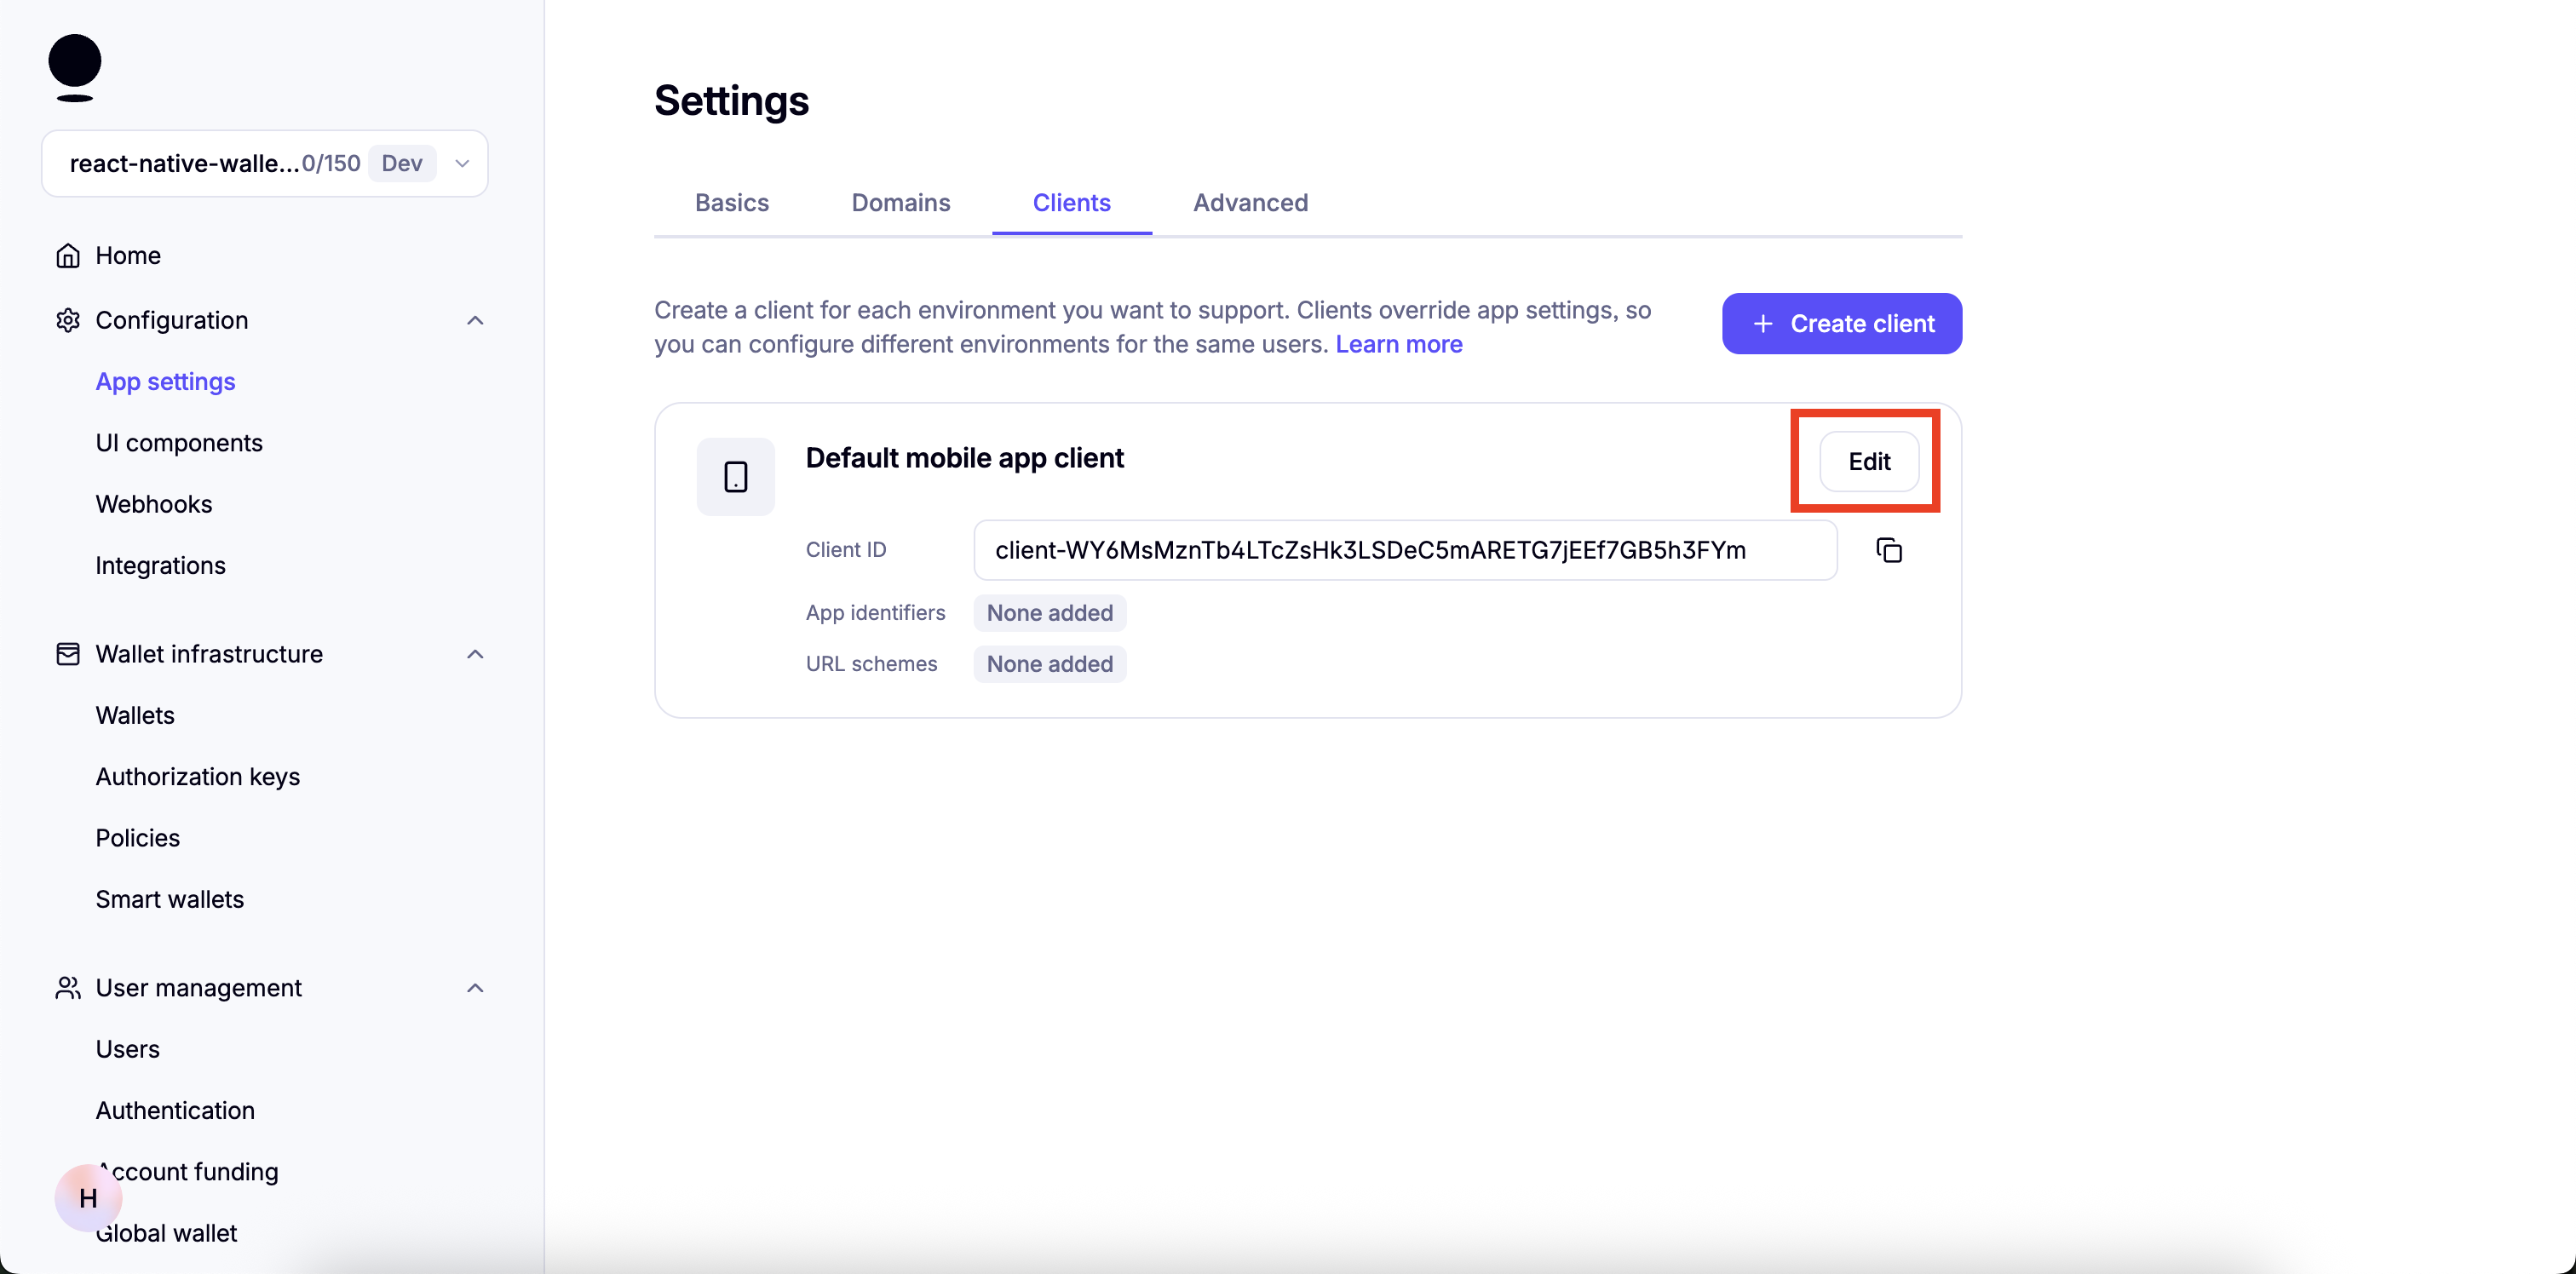 react-native-walle...0/150 Dev
Home
Configuration
App settings
UI components
Webhooks
Integrations
Wallet infrastructure
Wallets
Authorization keys
Policies
Smart wallets
User management
Users
Authentication
Account funding
H
Global wallet
Settings
Basics Domains Clients Advanced
Create a client for each environment you want to support. Clients override app settings, so
you can configure different environments for the same users. Learn more
+ Create client
Default mobile app client
Edit
Client ID client-WY6MsMznTb4LTcZsHk3LSDeC5mARETG7jEEf7GB5h3FYm
App identifiers None added
URL schemes None added